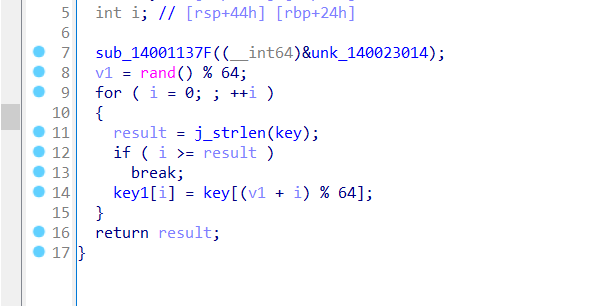 5 int i; // [rsp+44h] [rbp+24h]
6
7 sub_14001137F((__int64)&unk_140023014);
8 v1 = rand() % 64;
9 for ( i = 0; ; ++i )
10 {
11 result = j_strlen(key);
12 if ( i >= result )
13 break;
14 key1[i] = key[(v1 + i) % 64];
15 }
16 return result;
17 }